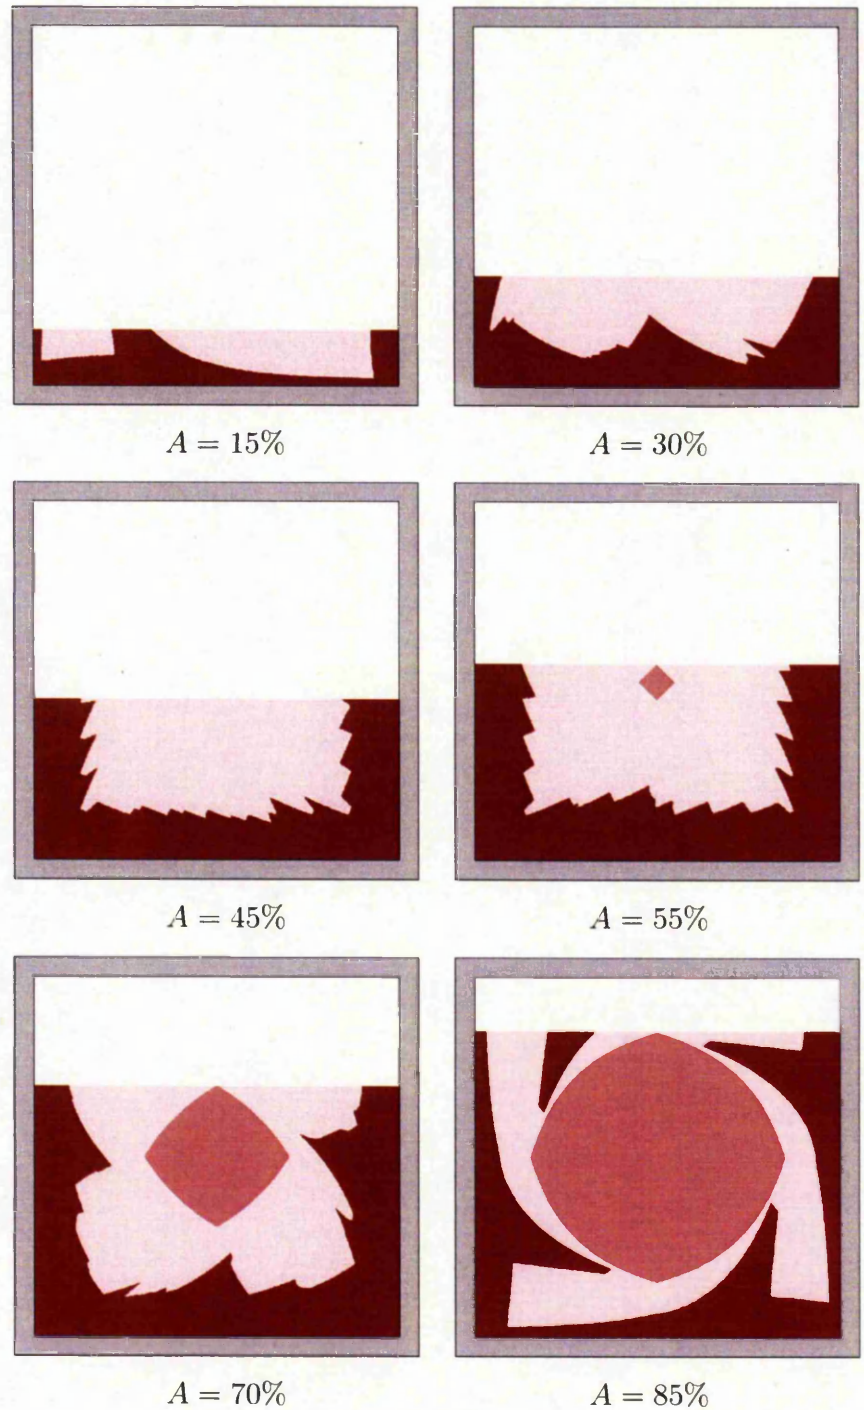 A = 15%
A = 30%
A = 45%
A = 55%
A = 70%
A = 85%